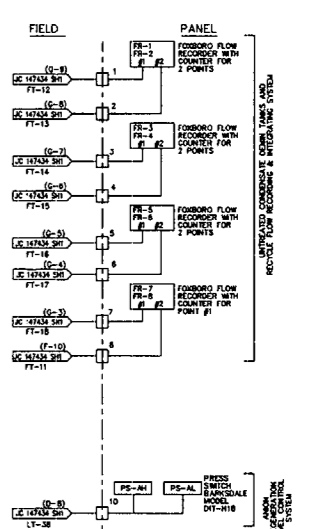 FIELD
PANEL
(G-9)
JC 147434 SH1
FT-12
1
FR-1
FR-2
#1 #2
FOXBORO FLOW
RECORDER WITH
COUNTER FOR
2 POINTS
(G-8)
JC 147434 SH1
FT-13
2
(G-7)
JC 147434 SH1
FT-14
3
FR-3
FR-4
#1 #2
FOXBORO FLOW
RECORDER WITH
COUNTER FOR
2 POINTS
(G-6)
JC 147434 SH1
FT-15
4
(G-5)
JC 147434 SH1
FT-16
5
FR-5
FR-6
#1 #2
FOXBORO FLOW
RECORDER WITH
COUNTER FOR
2 POINTS
(G-4)
JC 147434 SH1
FT-17
6
(G-3)
JC 147434 SH1
FT-18
7
FR-7
FR-8
#1 #2
FOXBORO FLOW
RECORDER WITH
COUNTER FOR
POINT #1
(F-10)
JC 147434 SH1
FT-11
8
UNTREATED CONDENSATE DEMIN TANKS AND
RECYCLE FLOW RECORDING & INTEGRATING SYSTEM
(D-8)
JC 147434 SH1
LT-38
10
PS-AH
PS-AL
PRESS
SWITCH
BARKSDALE
MODEL
DIT-H18
ANION
GENERATION
EL CONTROL
SYSTEM